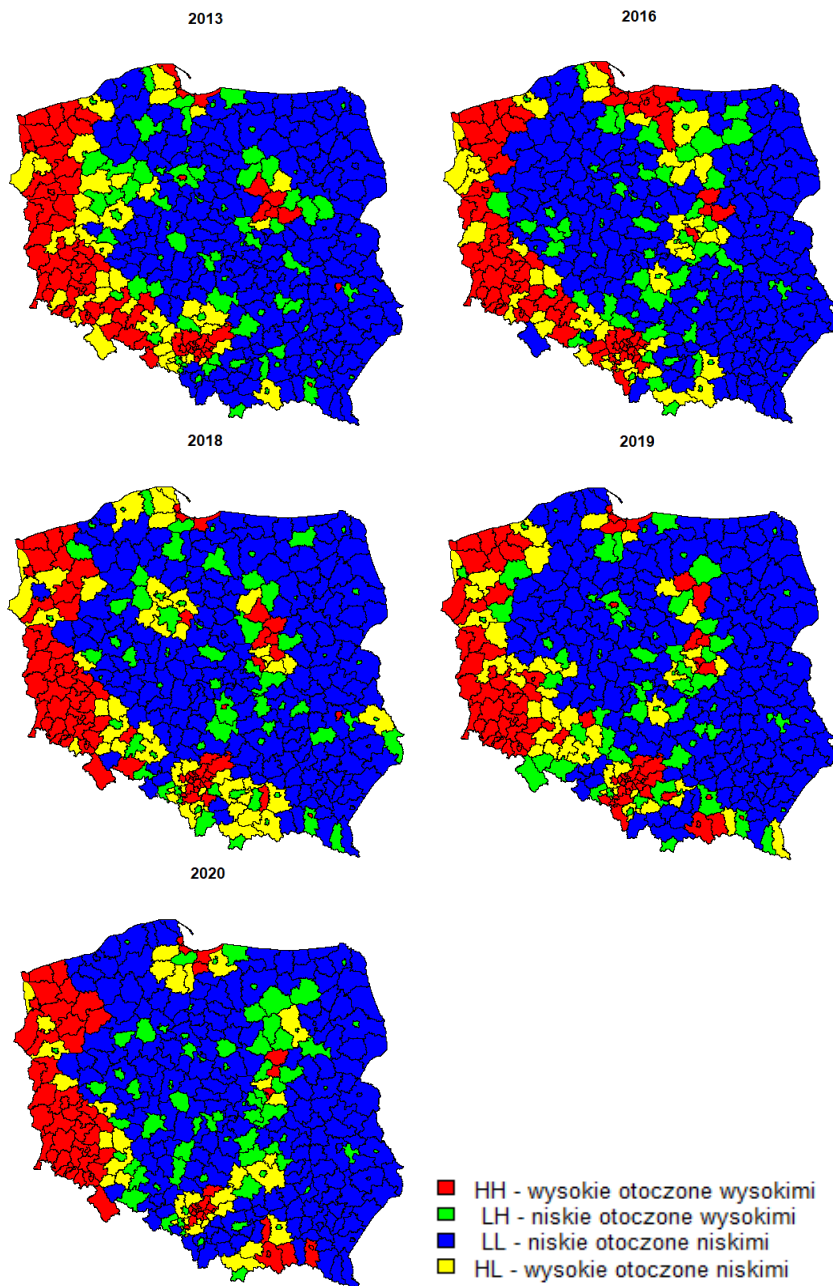 2013
2016
2018
2019
2020
HH - wysokie otoczone wysokimi
LH - niskie otoczone wysokimi
LL - niskie otoczone niskimi
HL - wysokie otoczone niskimi